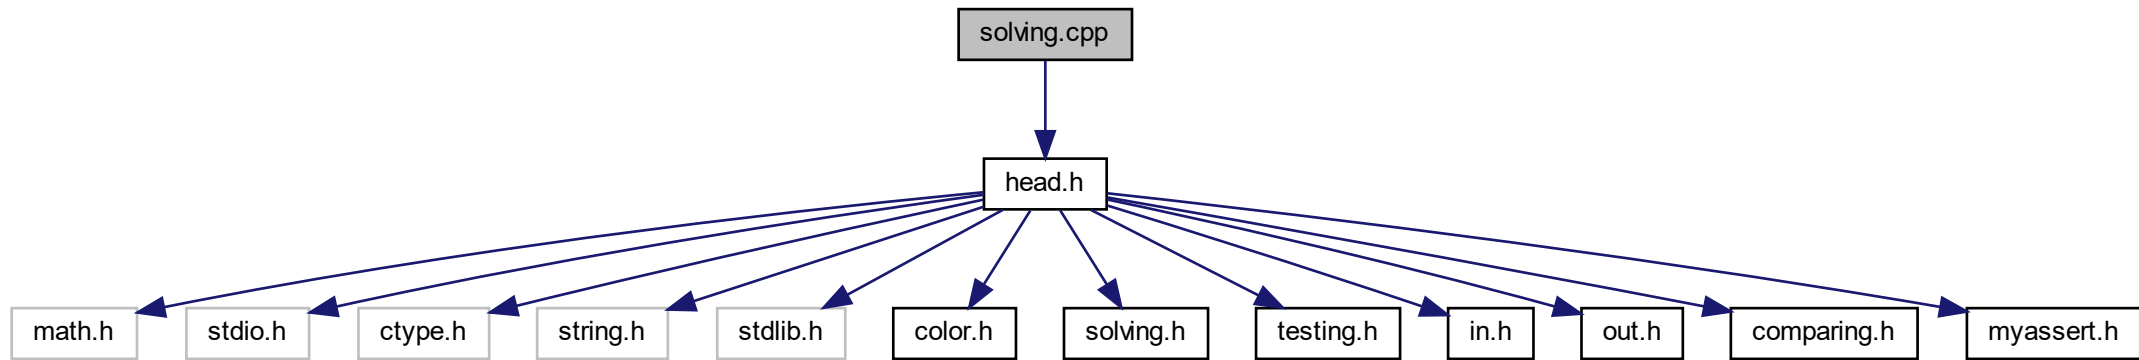 solving.cpp
head.h
math.h
stdio.h
ctype.h
string.h
stdlib.h
color.h
solving.h
testing.h
in.h
out.h
comparing.h
myassert.h